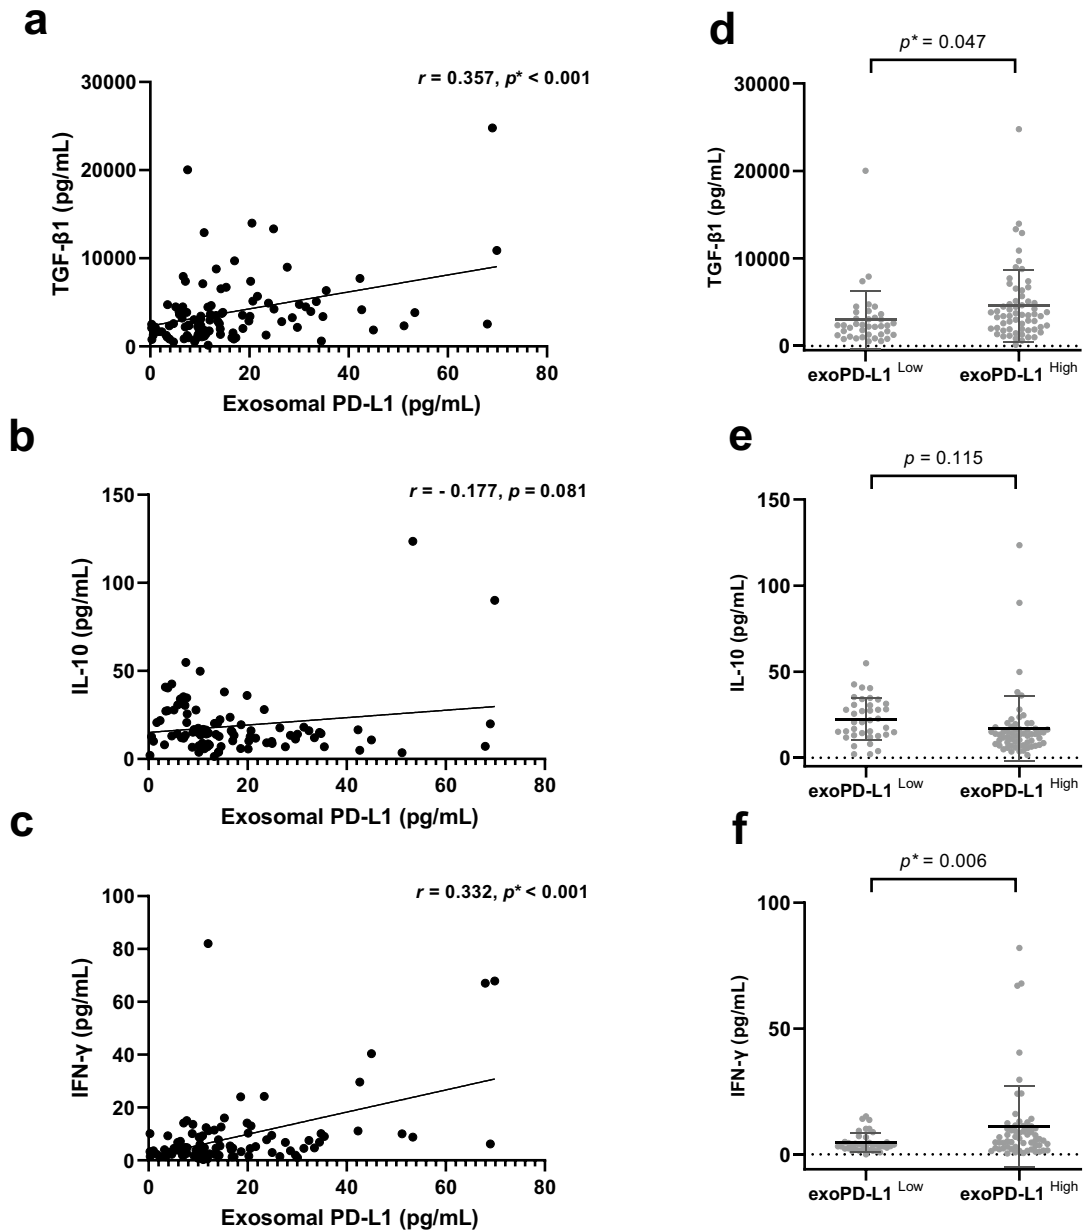 a
r = 0.357, p* < 0.001
30000
20000
10000
0
TGF-β1 (pg/mL)
0 20 40 60 80
Exosomal PD-L1 (pg/mL)
d
p* = 0.047
30000
20000
10000
0
TGF-β1 (pg/mL)
exoPD-L1 Low exoPD-L1 High
b
r = - 0.177, p = 0.081
150
100
50
0
IL-10 (pg/mL)
0 20 40 60 80
Exosomal PD-L1 (pg/mL)
e
p = 0.115
150
100
50
0
IL-10 (pg/mL)
exoPD-L1 Low exoPD-L1 High
c
r = 0.332, p* < 0.001
100
80
60
40
20
0
IFN-γ (pg/mL)
0 20 40 60 80
Exosomal PD-L1 (pg/mL)
f
p* = 0.006
100
50
0
IFN-γ (pg/mL)
exoPD-L1 Low exoPD-L1 High